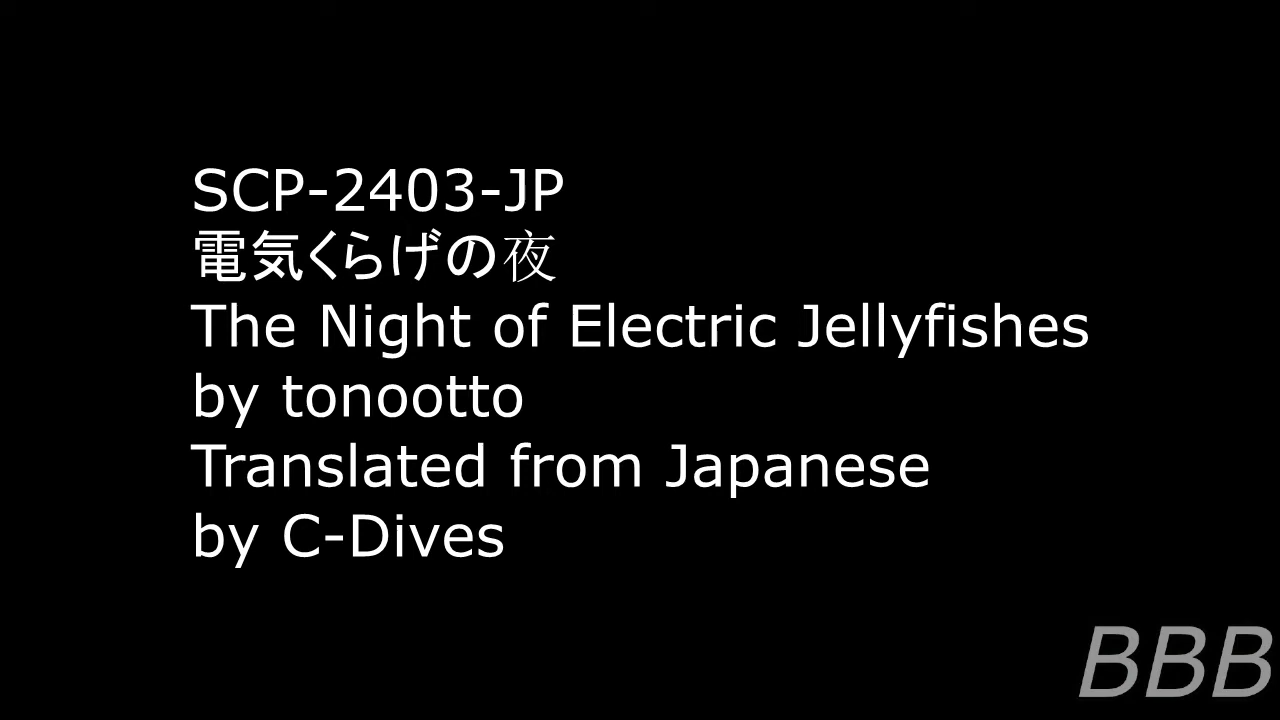 SCP-2403-JP
電気くらげの夜
The Night of Electric Jellyfishes
by tonootto
Translated from Japanese
by C-Dives
BBB